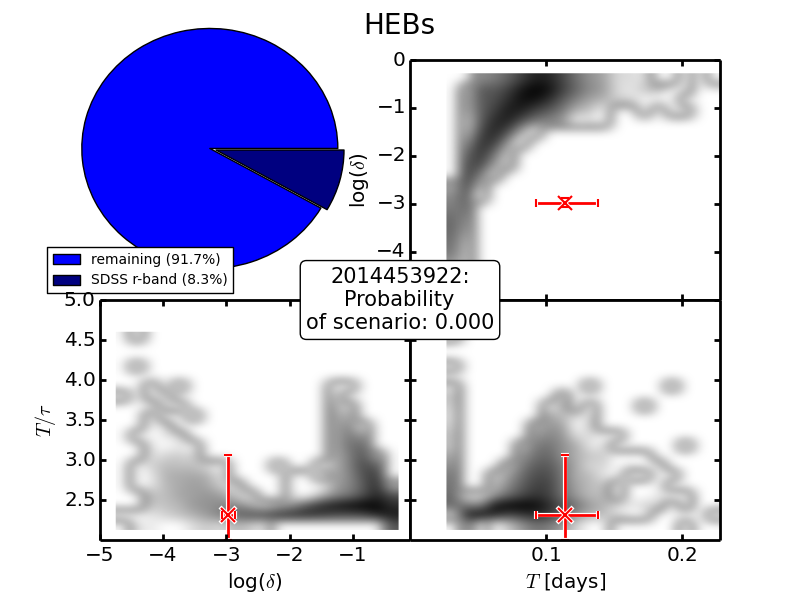 HEBs
remaining (91.7%)
SDSS r-band (8.3%)
log(δ)
0
−1
−2
−3
−4
2014453922:
Probability
of scenario: 0.000
T/τ
5.0
4.5
4.0
3.5
3.0
2.5
−5 −4 −3 −2 −1
log(δ)
0.1 0.2
T [days]